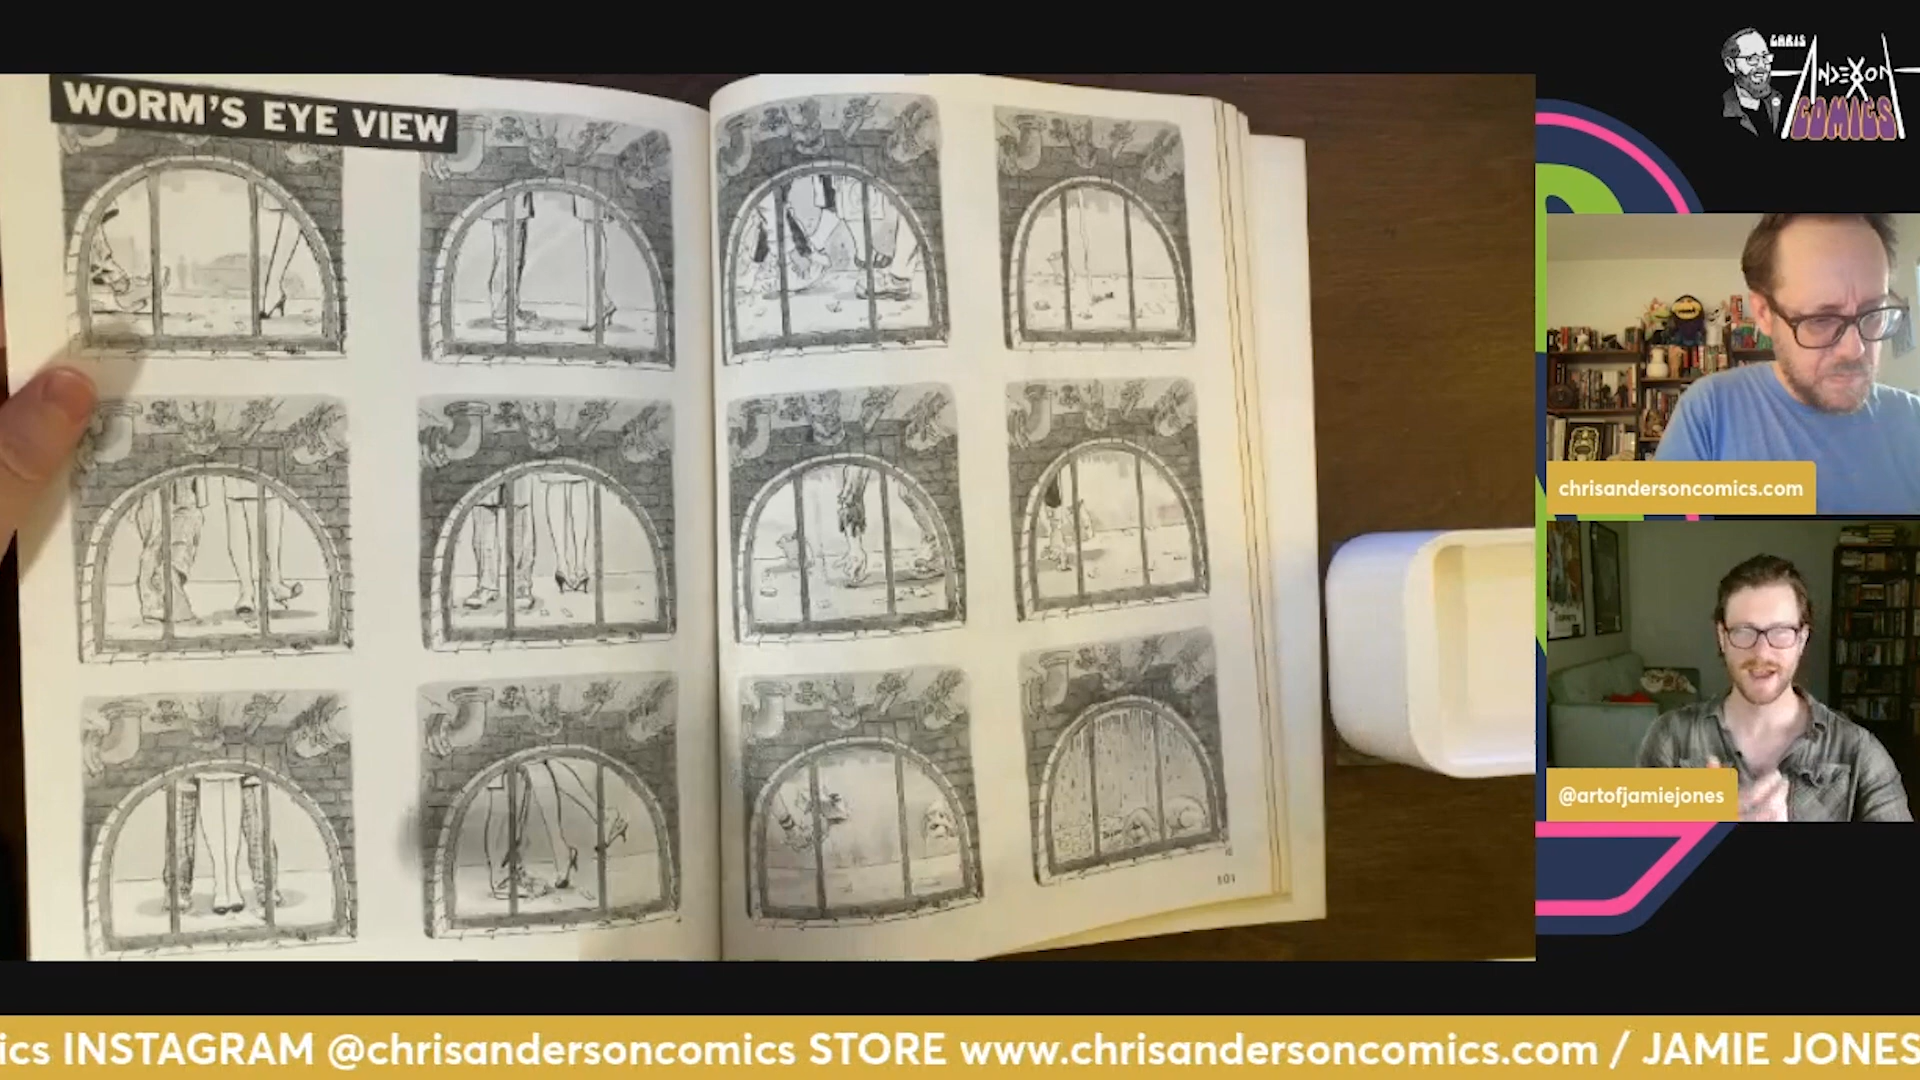 WORM'S EYE VIEW
101
CHRIS
ANDERSON
COMICS
chrisandersoncomics.com
@artofjamiejones
ics INSTAGRAM @chrisandersoncomics STORE www.chrisandersoncomics.com / JAMIE JONES